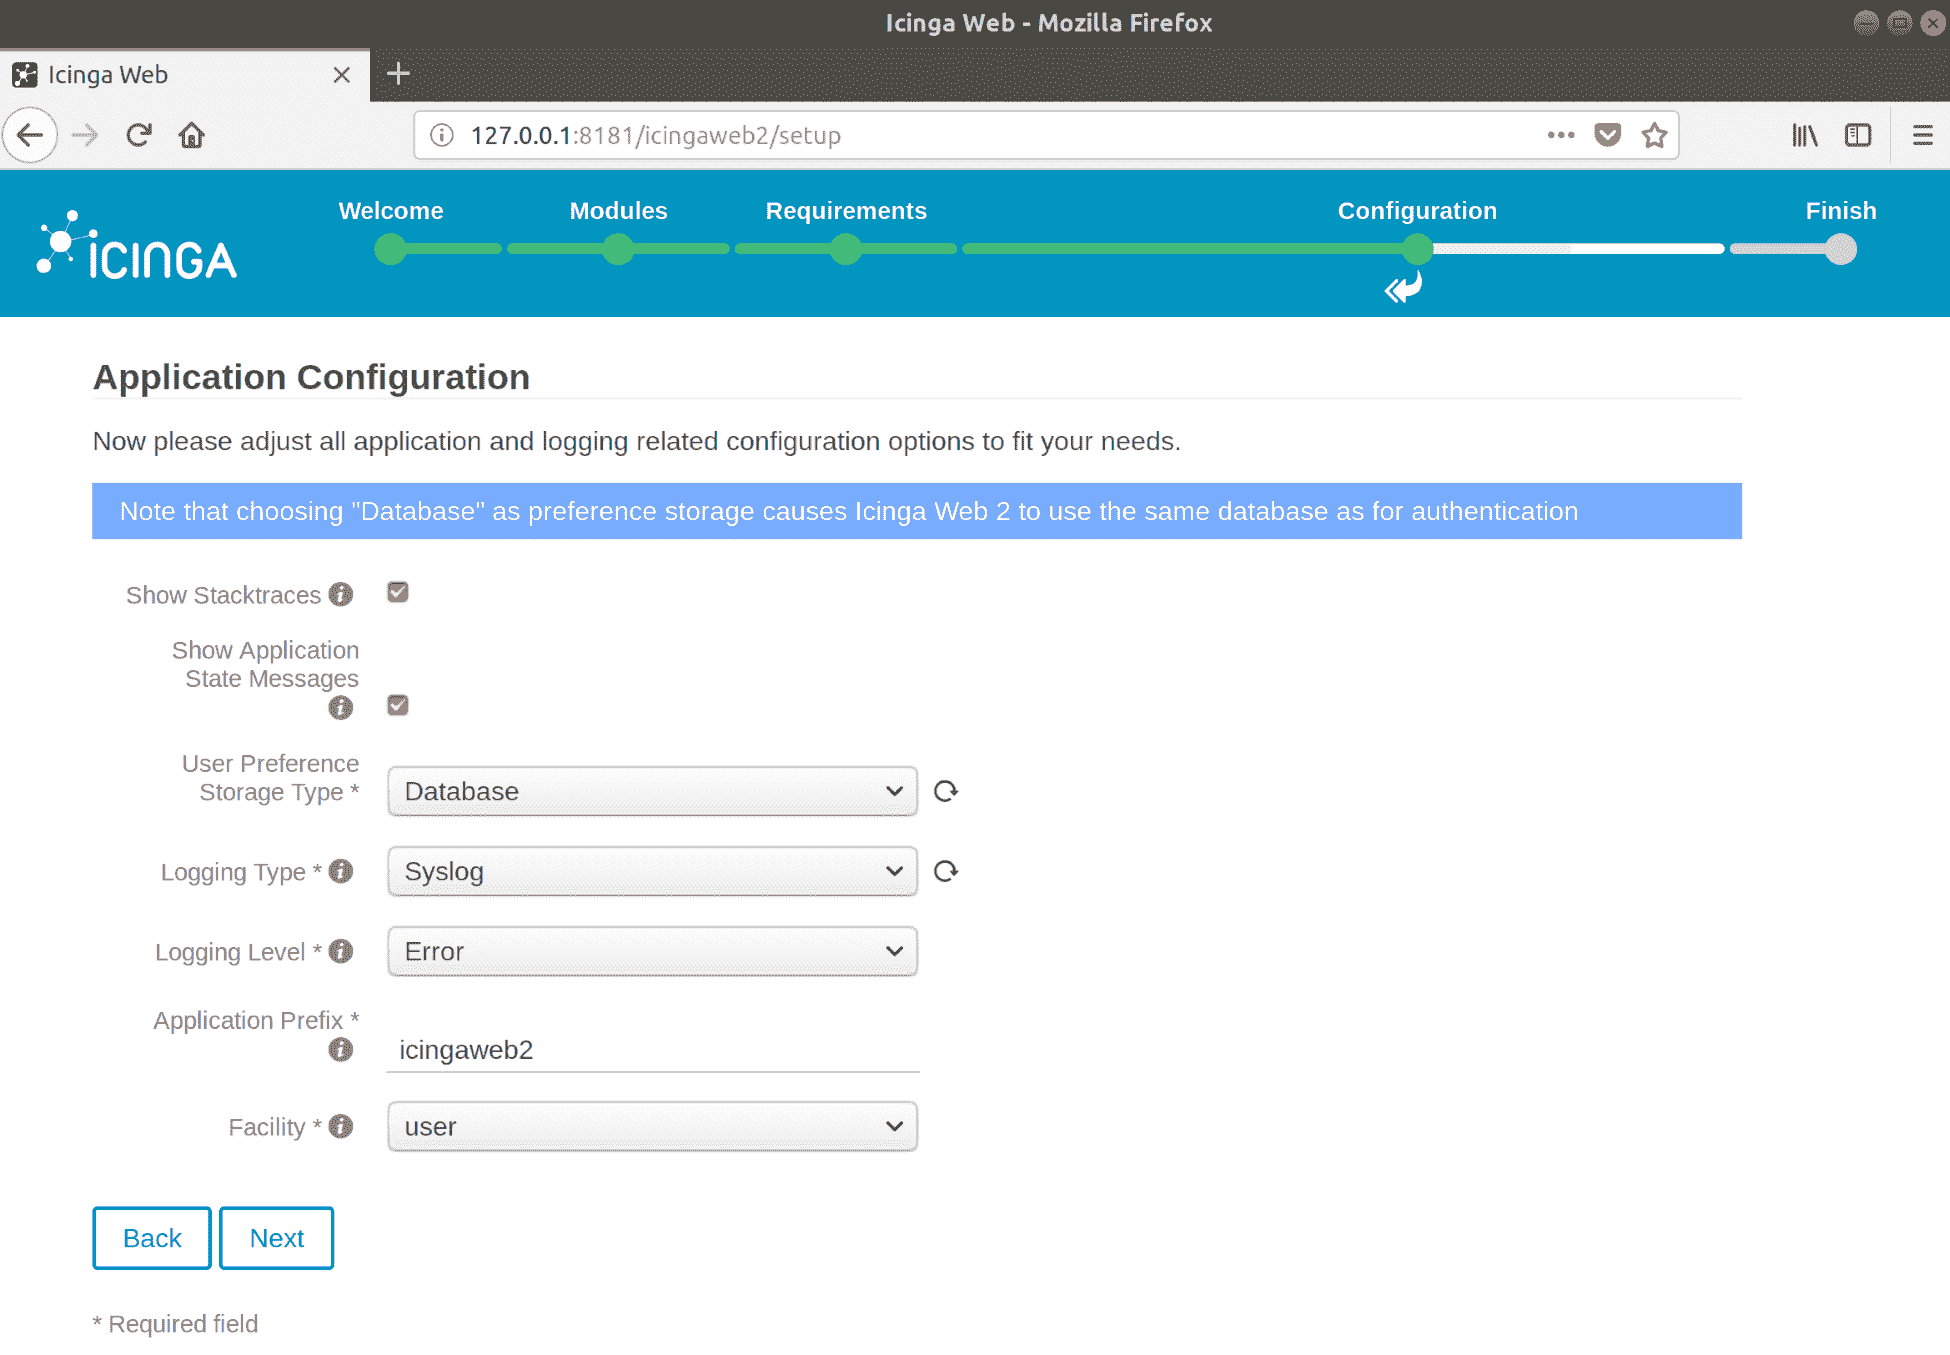 Icinga Web - Mozilla Firefox
Icinga Web
127.0.0.1:8181/icingaweb2/setup
ICINGA
Welcome
Modules
Requirements
Configuration
Finish
Application Configuration
Now please adjust all application and logging related configuration options to fit your needs.
Note that choosing "Database" as preference storage causes Icinga Web 2 to use the same database as for authentication
Show Stacktraces
Show Application
State Messages
User Preference
Storage Type *
Database
Logging Type *
Syslog
Logging Level *
Error
Application Prefix *
icingaweb2
Facility *
user
Back
Next
* Required field